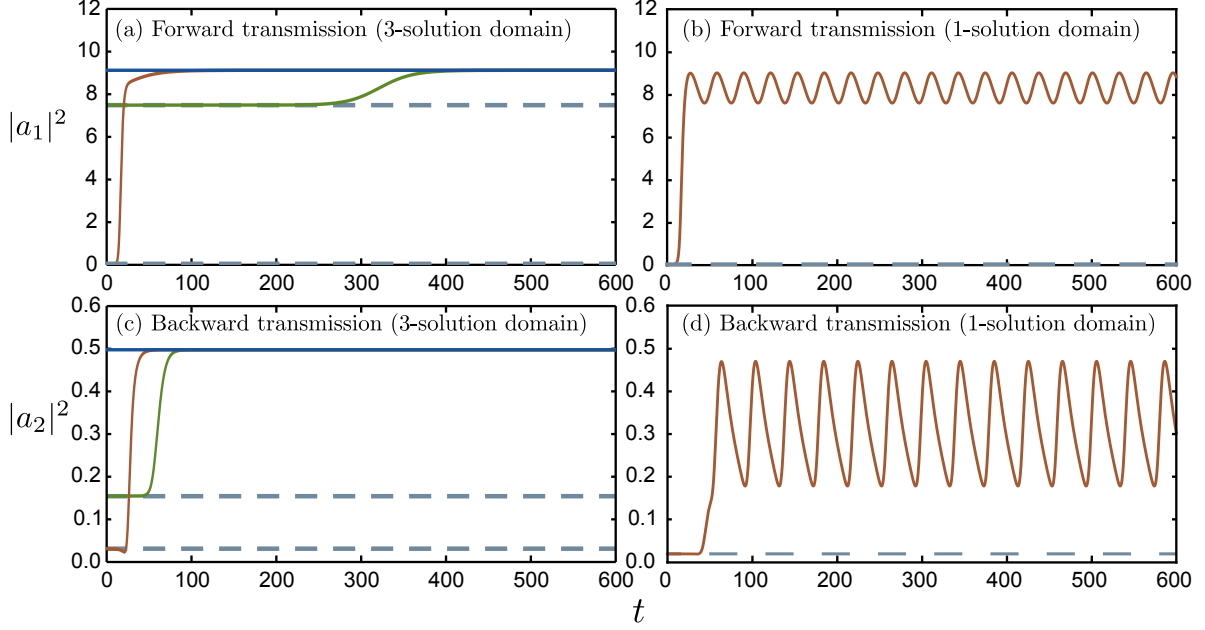 (a) Forward transmission (3-solution domain)
12
10
8
6
4
2
0
|a₁|²
0 100 200 300 400 500 600
(b) Forward transmission (1-solution domain)
12
10
8
6
4
2
0
0 100 200 300 400 500 600
(c) Backward transmission (3-solution domain)
0.6
0.5
0.4
0.3
0.2
0.1
0.0
|a₂|²
0 100 200 300 400 500 600
(d) Backward transmission (1-solution domain)
0.6
0.5
0.4
0.3
0.2
0.1
0.0
0 100 200 300 400 500 600
t